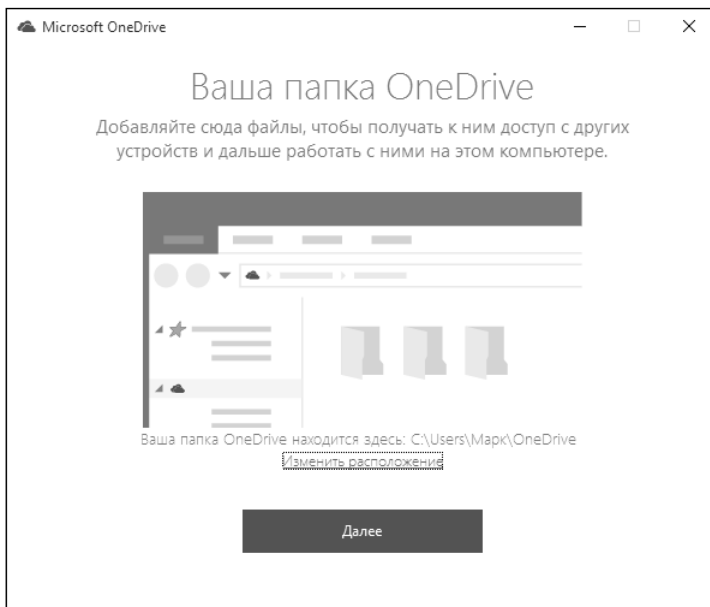 Microsoft OneDrive
Ваша папка OneDrive
Добавляйте сюда файлы, чтобы получать к ним доступ с других
устройств и дальше работать с ними на этом компьютере.
Ваша папка OneDrive находится здесь: C:\Users\Марк\OneDrive
Изменить расположение
Далее